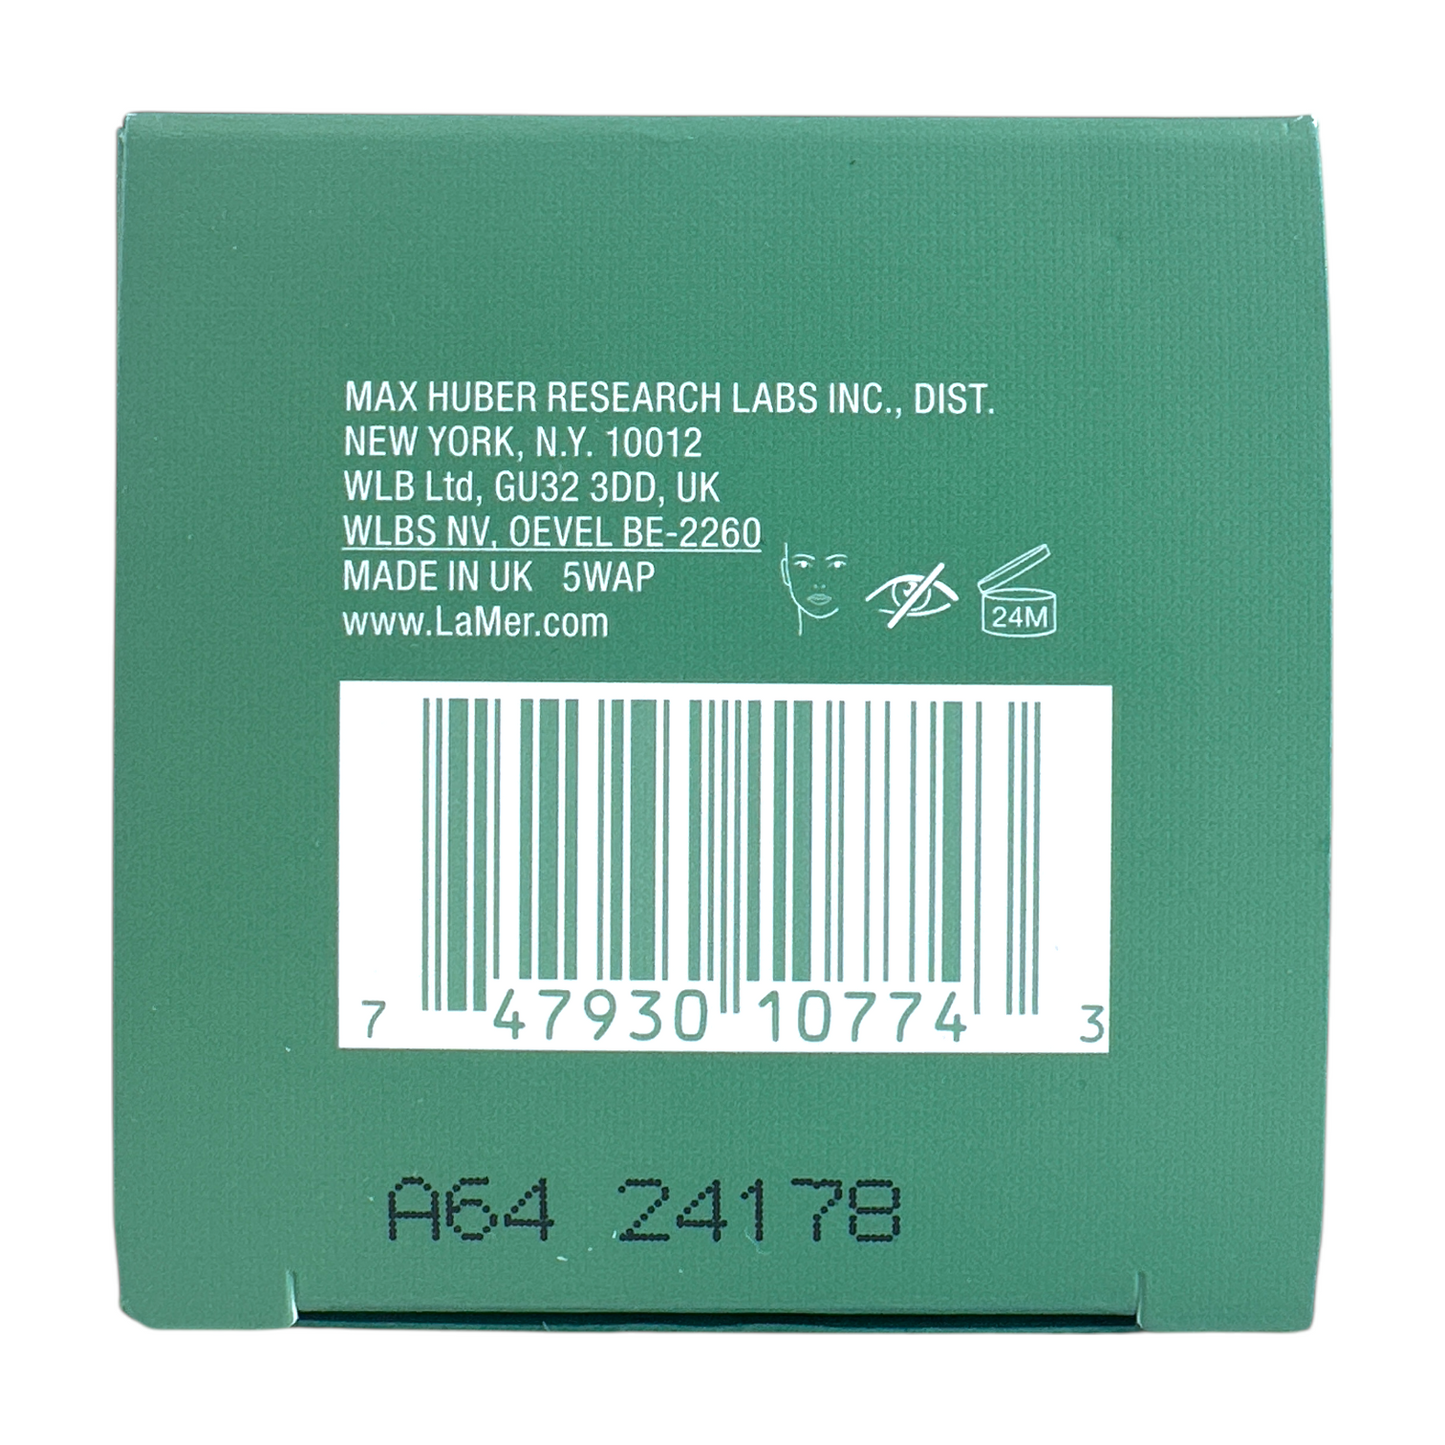 MAX HUBER RESEARCH LABS INC., DIST.
NEW YORK, N.Y. 10012
WLB Ltd, GU32 3DD, UK
WLBS NV, OEVEL BE-2260
MADE IN UK 5WAP
www.LaMer.com
24M
7 47930 10774 3
A64 24178